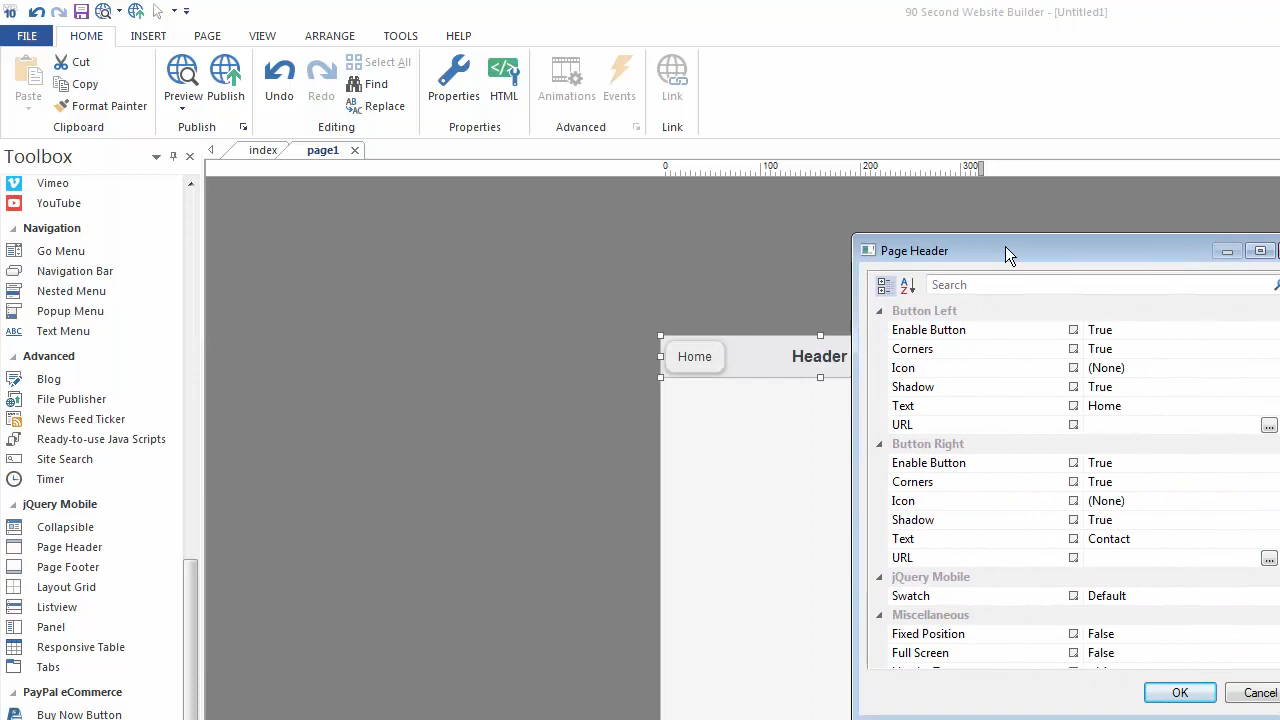 10
90 Second Website Builder - [Untitled1]
FILE HOME INSERT PAGE VIEW ARRANGE TOOLS HELP
Paste Cut Copy Format Painter Preview Publish Undo Redo Select All Find Replace Properties HTML Animations Events Link
Clipboard Publish Editing Properties Advanced Link
Toolbox
index page1
0 100 200 300
Vimeo
YouTube
Navigation
Go Menu
Navigation Bar
Nested Menu
Popup Menu
ABC Text Menu
Advanced
Blog
File Publisher
News Feed Ticker
Ready-to-use Java Scripts
Site Search
Timer
jQuery Mobile
Collapsible
Page Header
Page Footer
Layout Grid
Listview
Panel
Responsive Table
Tabs
PayPal eCommerce
Buy Now Button
Home Header
Page Header
Search
Button Left
Enable Button True
Corners True
Icon (None)
Shadow True
Text Home
URL ...
Button Right
Enable Button True
Corners True
Icon (None)
Shadow True
Text Contact
URL ...
jQuery Mobile
Swatch Default
Miscellaneous
Fixed Position False
Full Screen False
OK Cancel